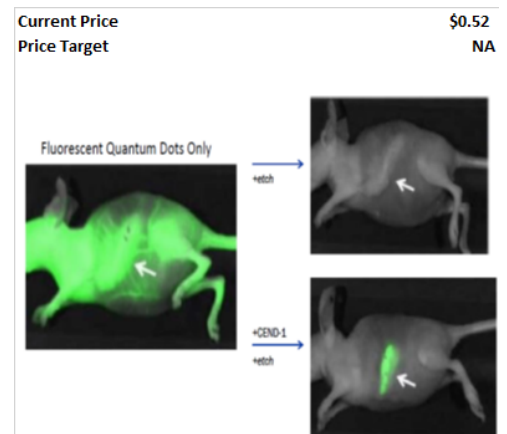 Current Price $0.52
Price Target NA
Fluorescent Quantum Dots Only
+etch
+CEND-1
+etch